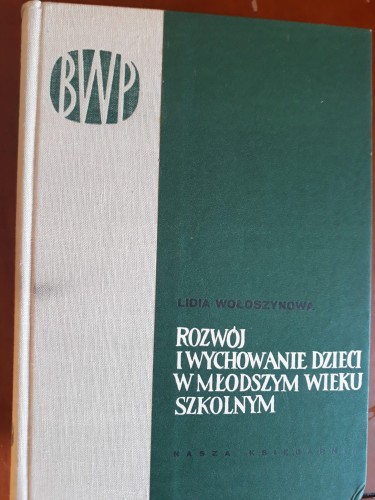 BWP
LIDIA WOŁOSZYNOWA
ROZWÓJ
I WYCHOWANIE DZIECI
W MŁODSZYM WIEKU
SZKOLNYM
NASZA KSIĘGARNIA